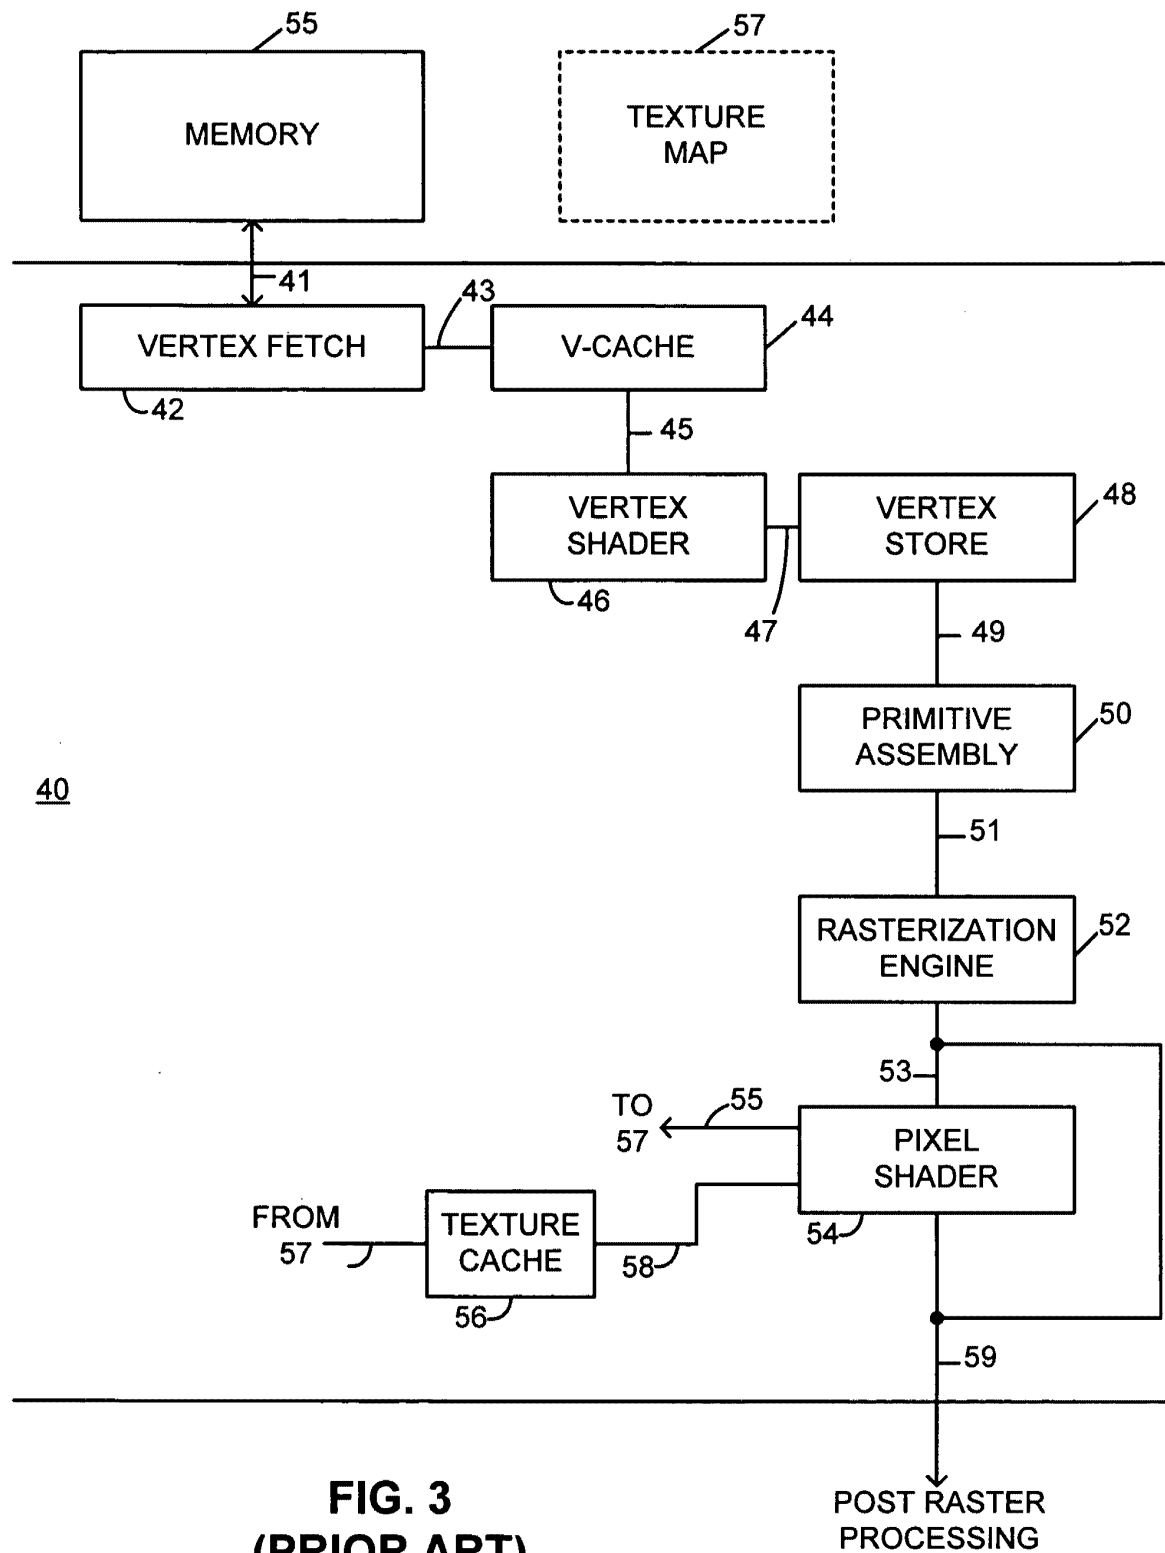 55
57
MEMORY
TEXTURE
MAP
41
43
44
VERTEX FETCH
V-CACHE
42
45
VERTEX
SHADER
VERTEX
STORE
48
46
47
49
PRIMITIVE
ASSEMBLY
50
40
51
RASTERIZATION
ENGINE
52
53
TO
57
55
PIXEL
SHADER
54
FROM
57
TEXTURE
CACHE
58
56
59
FIG. 3
(PRIOR ART)
POST RASTER
PROCESSING